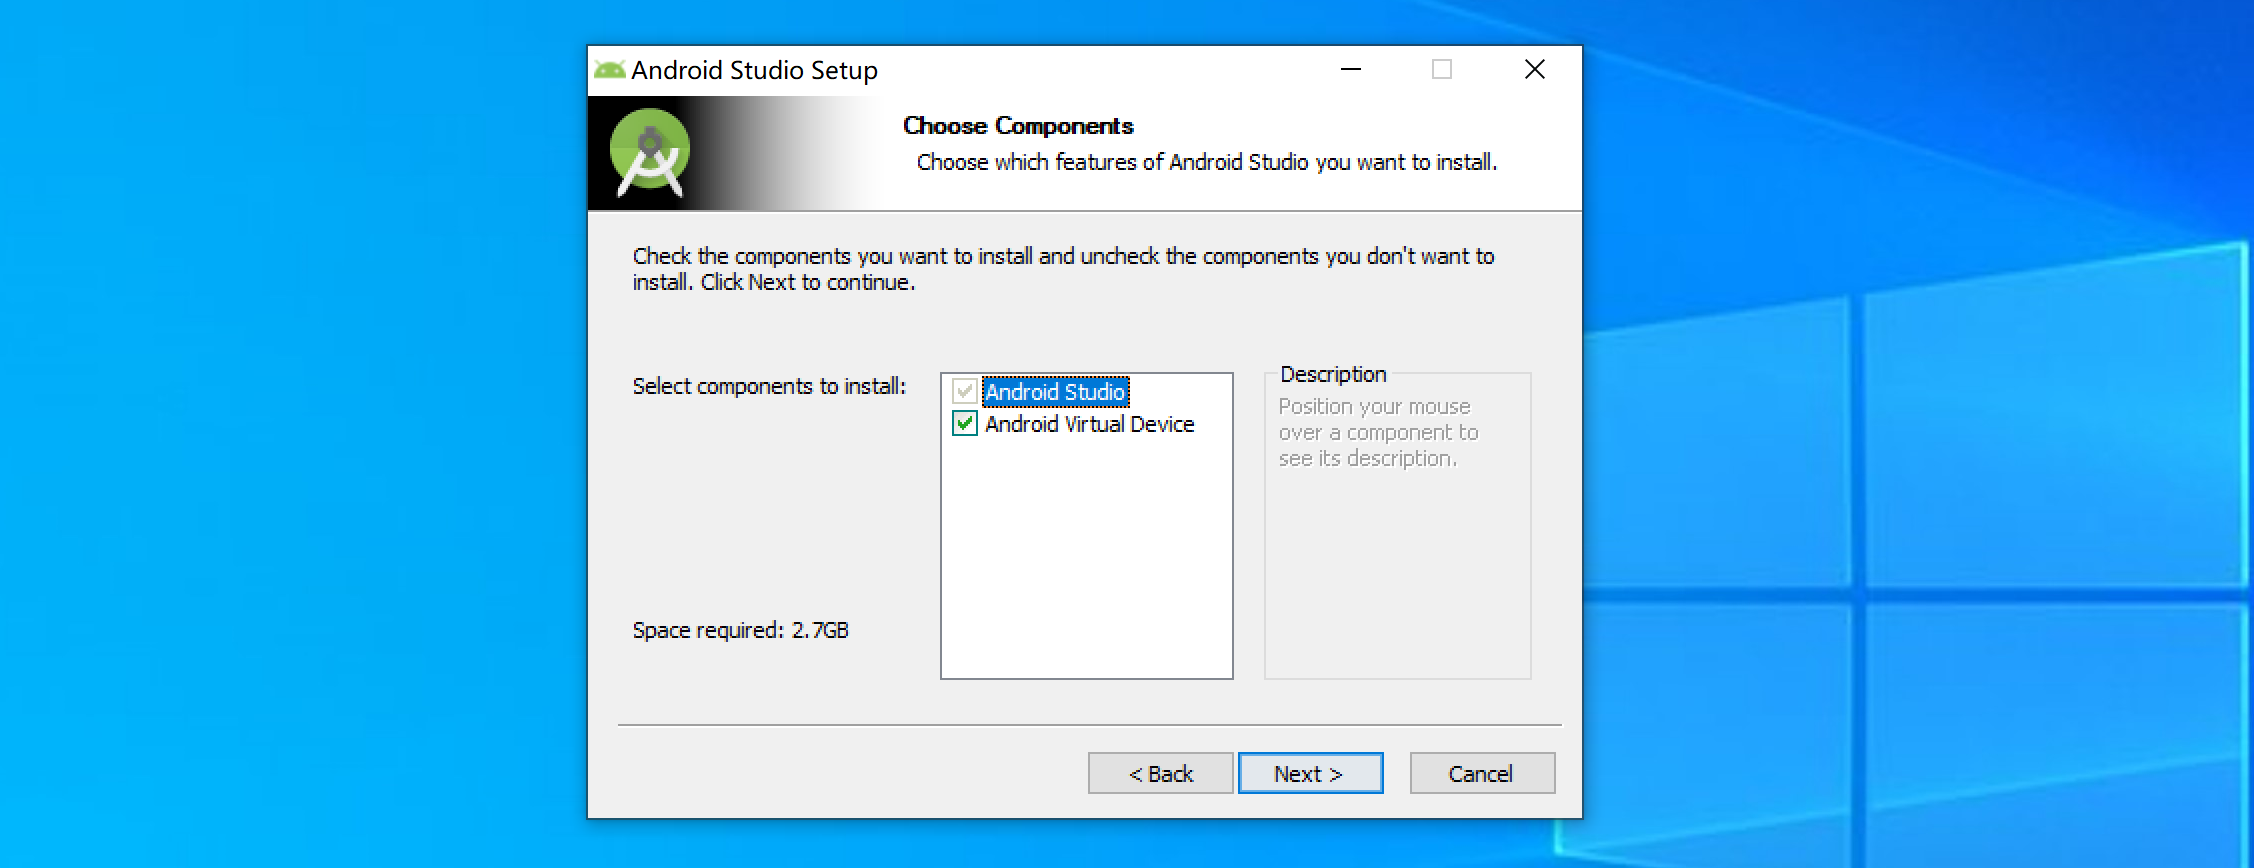 Android Studio Setup
Choose Components
Choose which features of Android Studio you want to install.
Check the components you want to install and uncheck the components you don't want to
install. Click Next to continue.
Select components to install:
Android Studio
Android Virtual Device
Description
Position your mouse
over a component to
see its description.
Space required: 2.7GB
< Back
Next >
Cancel